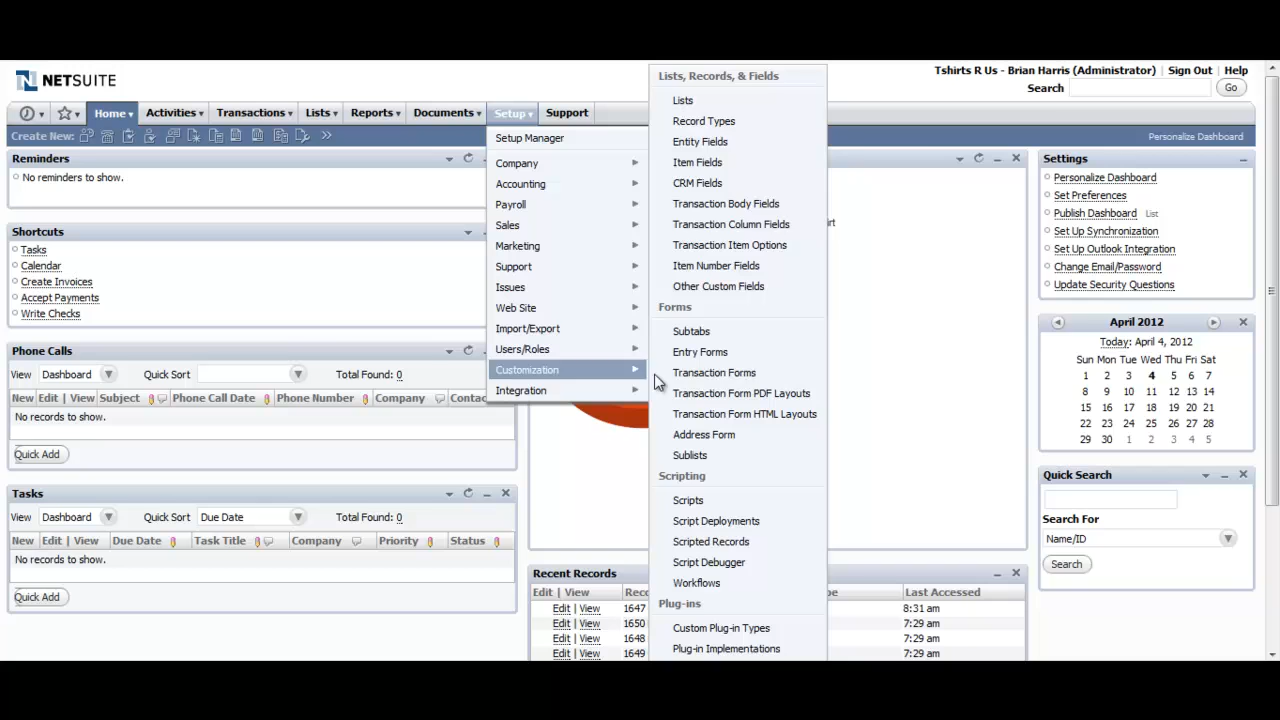 NETSUITE
Tshirts R Us - Brian Harris (Administrator) | Sign Out | Help
Search Go
Home Activities Transactions Lists Reports Documents Setup Support
Create New: Personalize Dashboard
Reminders
No reminders to show.
Shortcuts
Tasks
Calendar
Create Invoices
Accept Payments
Write Checks
Phone Calls
View Dashboard Quick Sort Total Found: 0
New Edit | View Subject Phone Call Date Phone Number Company
No records to show.
Quick Add
Tasks
View Dashboard Quick Sort Due Date Total Found: 0
New Edit | View Due Date Task Title Company Priority Status
No records to show.
Quick Add
Setup Manager
Company
Accounting
Payroll
Sales
Marketing
Support
Issues
Web Site
Import/Export
Users/Roles
Customization
Integration
Lists, Records, & Fields
Lists
Record Types
Entity Fields
Item Fields
CRM Fields
Transaction Body Fields
Transaction Column Fields
Transaction Item Options
Item Number Fields
Other Custom Fields
Forms
Subtabs
Entry Forms
Transaction Forms
Transaction Form PDF Layouts
Transaction Form HTML Layouts
Address Form
Sublists
Scripting
Scripts
Script Deployments
Scripted Records
Script Debugger
Workflows
Plug-ins
Custom Plug-in Types
Plug-in Implementations
Recent Records
Edit | View Last Accessed
Edit | View 1647 8:31 am
Edit | View 1650 7:29 am
Edit | View 1648 7:29 am
Edit | View 1649 7:29 am
Settings
Personalize Dashboard
Set Preferences
Publish Dashboard List
Set Up Synchronization
Set Up Outlook Integration
Change Email/Password
Update Security Questions
April 2012
Today: April 4, 2012
Sun Mon Tue Wed Thu Fri Sat
1 2 3 4 5 6 7
8 9 10 11 12 13 14
15 16 17 18 19 20 21
22 23 24 25 26 27 28
29 30 1 2 3 4 5
Quick Search
Search For
Name/ID
Search